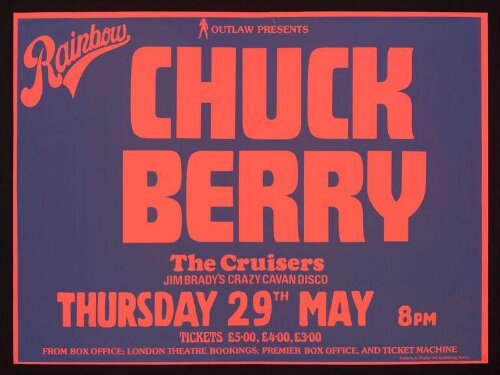 Rainbow
OUTLAW PRESENTS
CHUCK
BERRY
The Cruisers
JIM BRADY'S CRAZY CAVAN DISCO
THURSDAY 29TH MAY 8PM
TICKETS £5·00, £4·00, £3·00
FROM BOX OFFICE; LONDON THEATRE BOOKINGS; PREMIER BOX OFFICE, AND TICKET MACHINE